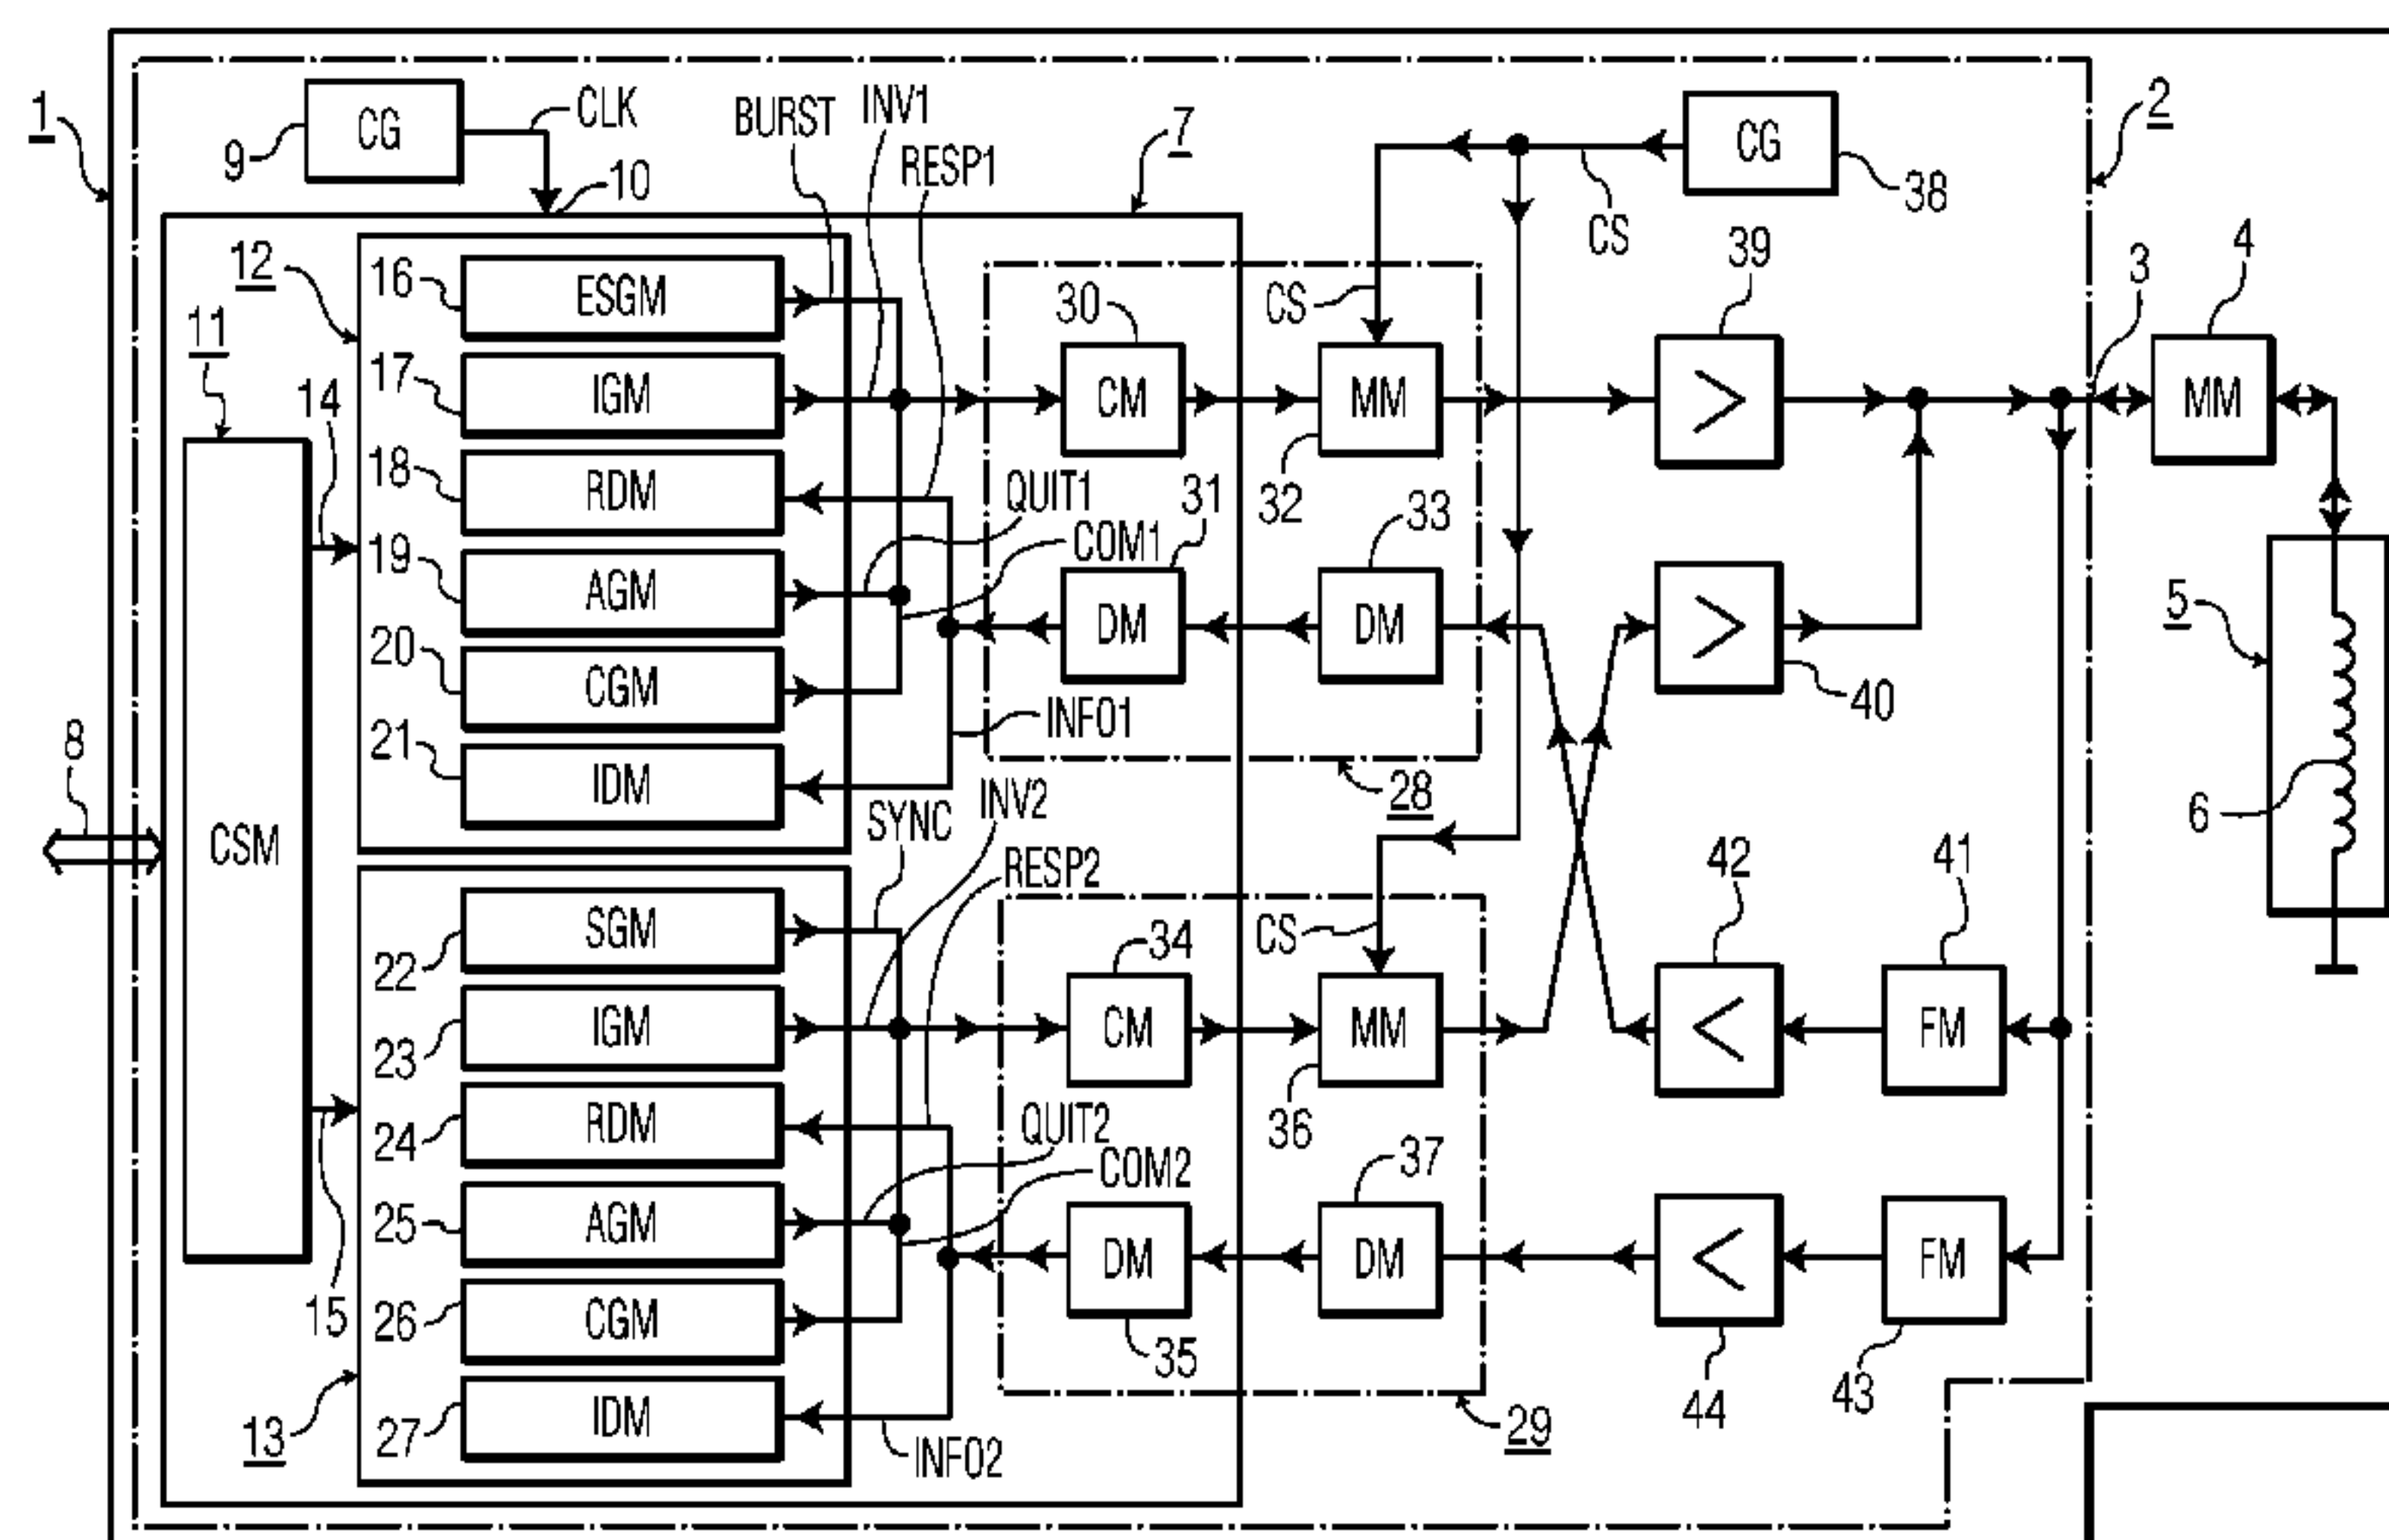 1
CG
9
CLK
10
BURST
INV1
RESP1
7
CS
CG
38
2
12
16
ESGM
11
17
IGM
14
18
RDM
19
AGM
20
CGM
21
IDM
8
CSM
QUIT1
COM1
INFO1
30
CM
31
DM
CS
MM
32
33
DM
28
39
>
40
>
3
4
MM
5
6
SYNC
INV2
RESP2
22
SGM
23
IGM
24
RDM
25
AGM
26
CGM
27
IDM
15
13
QUIT2
COM2
INFO2
34
CM
35
DM
CS
MM
36
37
DM
29
42
<
41
FM
44
<
43
FM